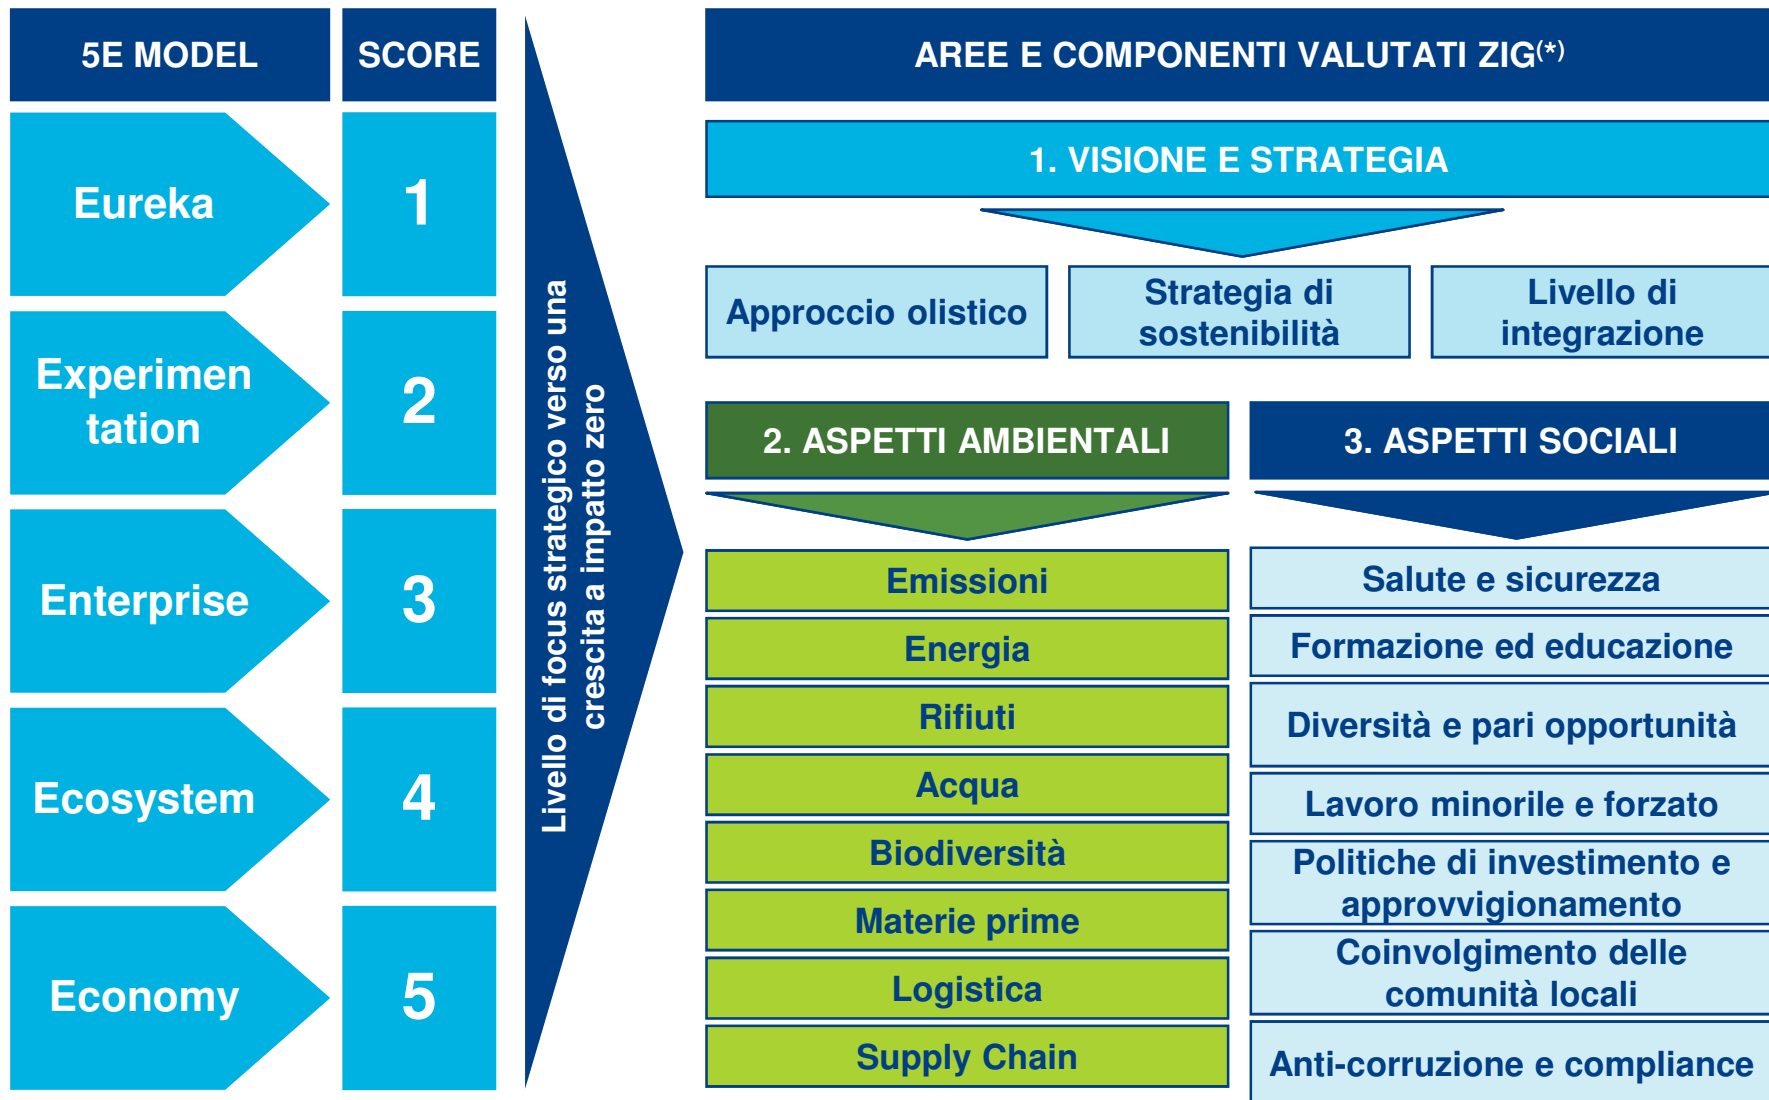 5E MODEL
SCORE
Eureka
1
Experimen
tation
2
Enterprise
3
Ecosystem
4
Economy
5
Livello di focus strategico verso una
crescita a impatto zero
AREE E COMPONENTI VALUTATI ZIG(*)
1. VISIONE E STRATEGIA
Approccio olistico
Strategia di
sostenibilità
Livello di
integrazione
2. ASPETTI AMBIENTALI
Emissioni
Energia
Rifiuti
Acqua
Biodiversità
Materie prime
Logistica
Supply Chain
3. ASPETTI SOCIALI
Salute e sicurezza
Formazione ed educazione
Diversità e pari opportunità
Lavoro minorile e forzato
Politiche di investimento e
approvvigionamento
Coinvolgimento delle
comunità locali
Anti-corruzione e compliance